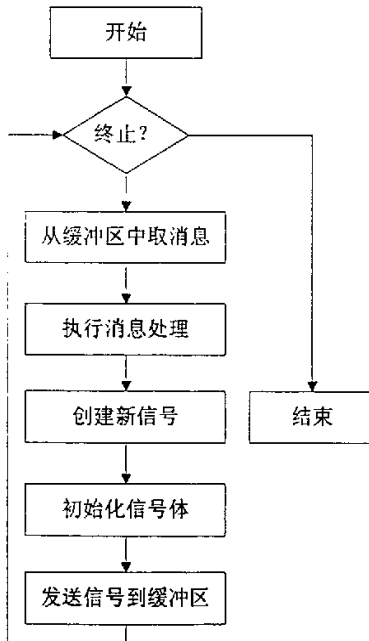 开始
终止？
从缓冲区中取消息
执行消息处理
创建新信号
结束
初始化信号体
发送信号到缓冲区